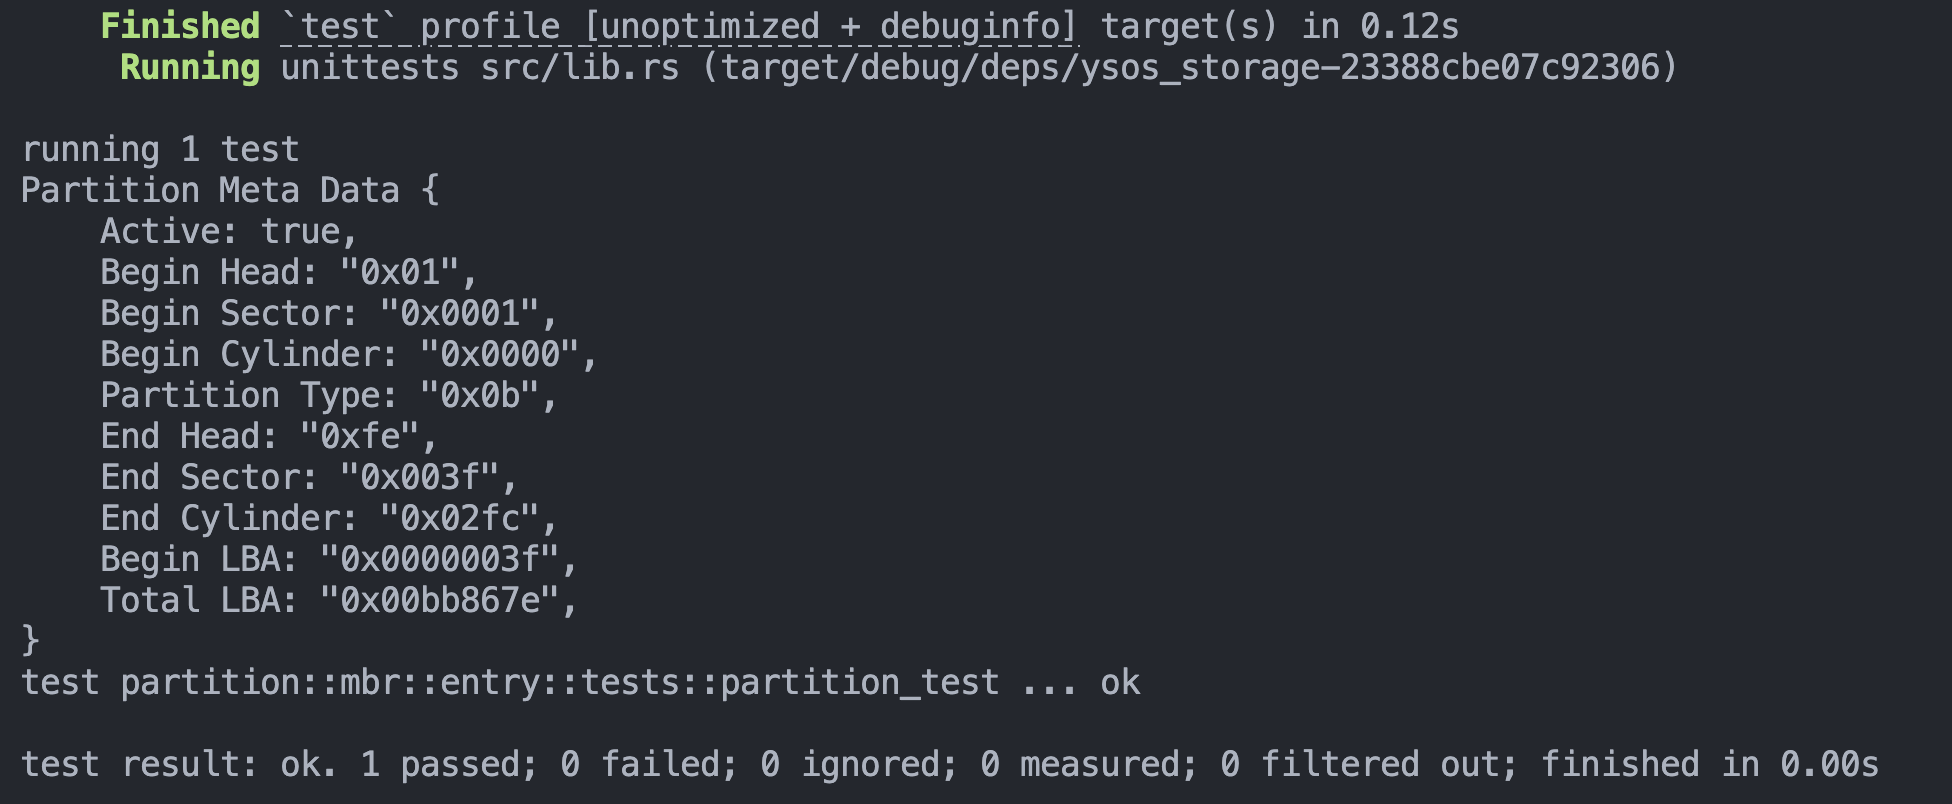 Finished `test` profile [unoptimized + debuginfo] target(s) in 0.12s
Running unittests src/lib.rs (target/debug/deps/ysos_storage-23388cbe07c92306)
running 1 test
Partition Meta Data {
Active: true,
Begin Head: "0x01",
Begin Sector: "0x0001",
Begin Cylinder: "0x0000",
Partition Type: "0x0b",
End Head: "0xfe",
End Sector: "0x003f",
End Cylinder: "0x02fc",
Begin LBA: "0x0000003f",
Total LBA: "0x00bb867e",
}
test partition::mbr::entry::tests::partition_test ... ok
test result: ok. 1 passed; 0 failed; 0 ignored; 0 measured; 0 filtered out; finished in 0.00s